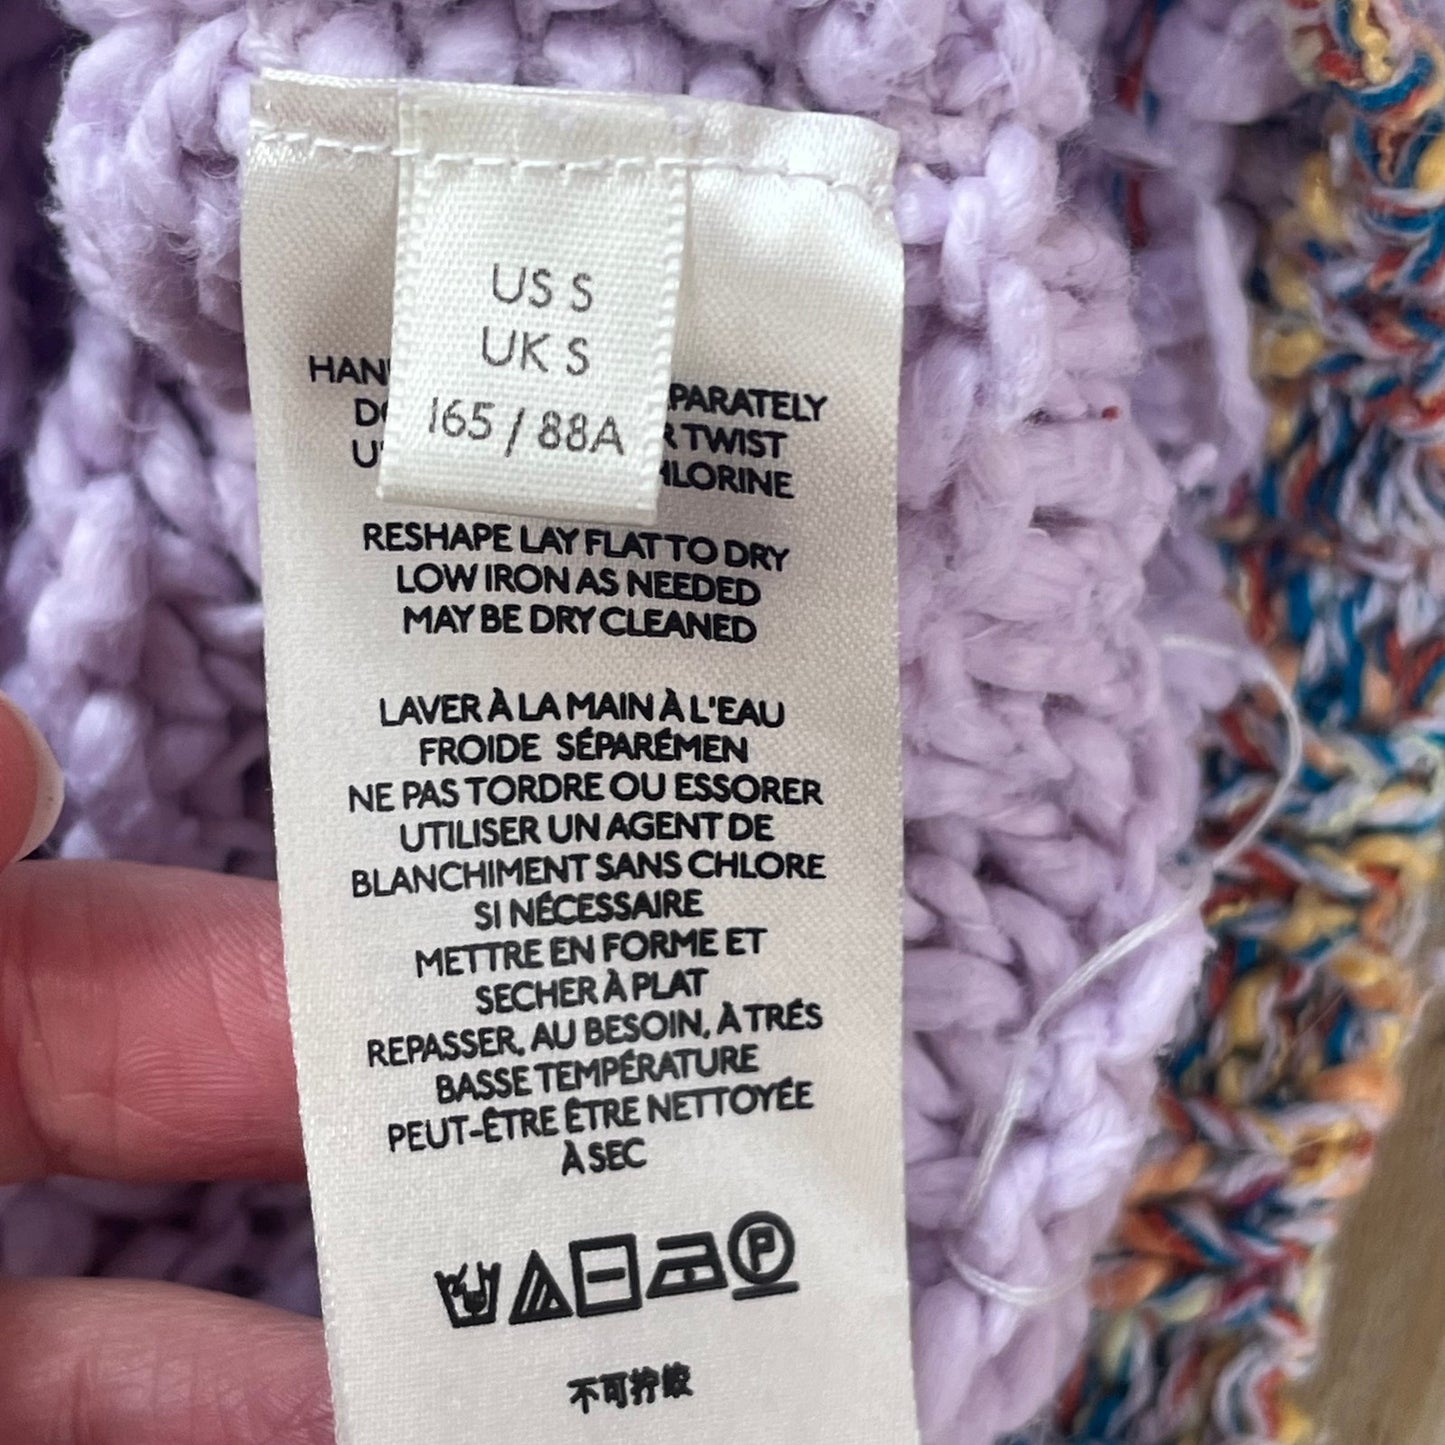 US S
UK S
165 / 88A
PARATELY
TWIST
RESHAPE LAY FLAT TO DRY
LOW IRON AS NEEDED
MAY BE DRY CLEANED
LAVER À LA MAIN À L'EAU
FROIDE SÉPARÉMEN
NE PAS TORDRE OU ESSORER
UTILISER UN AGENT DE
BLANCHIMENT SANS CHLORE
SI NÉCESSAIRE
METTRE EN FORME ET
SECHER À PLAT
REPASSER, AU BESOIN, À TRÉS
BASSE TEMPÉRATURE
PEUT-ÊTRE ÊTRE NETTOYÉE
À SEC
P
不可拧绞